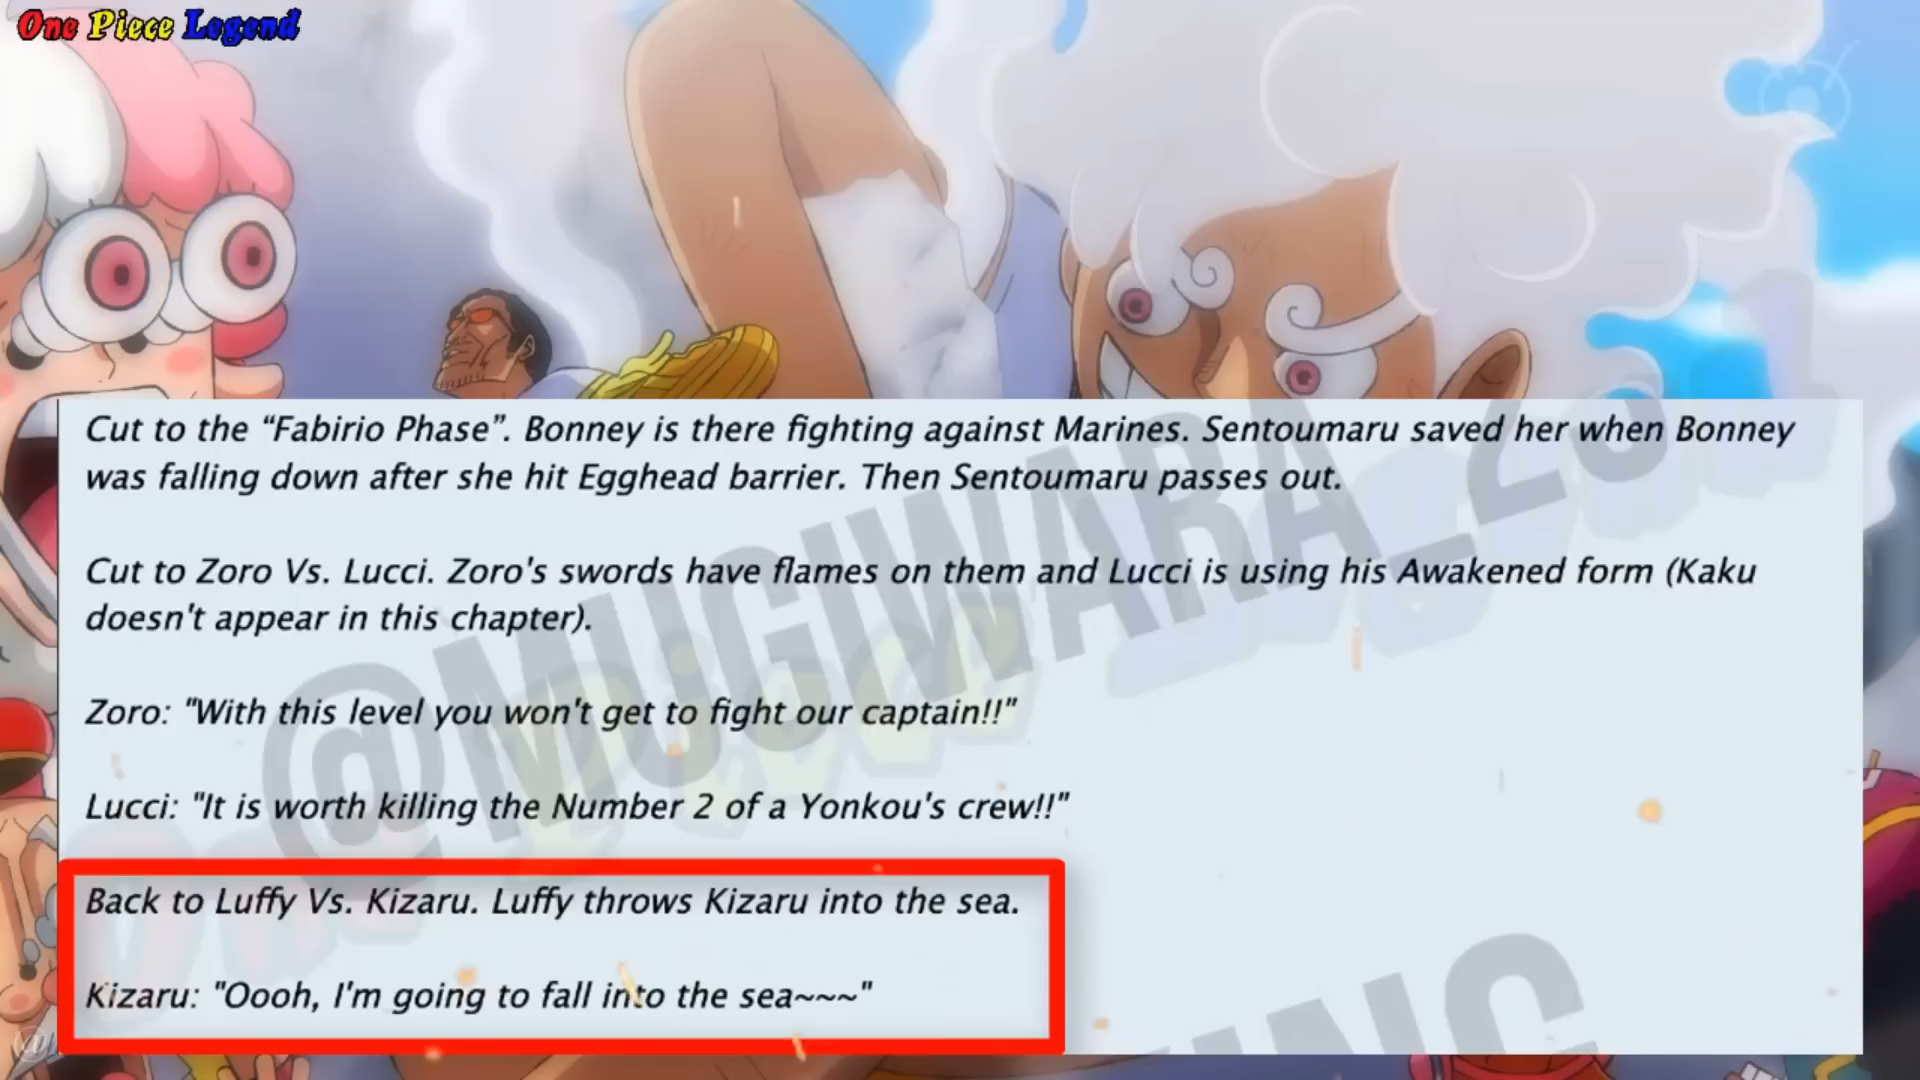 One Piece Legend
Cut to the “Fabirio Phase”. Bonney is there fighting against Marines. Sentoumaru saved her when Bonney
was falling down after she hit Egghead barrier. Then Sentoumaru passes out.
Cut to Zoro Vs. Lucci. Zoro's swords have flames on them and Lucci is using his Awakened form (Kaku
doesn't appear in this chapter).
Zoro: "With this level you won't get to fight our captain!!"
Lucci: "It is worth killing the Number 2 of a Yonkou's crew!!"
Back to Luffy Vs. Kizaru. Luffy throws Kizaru into the sea.
Kizaru: "Oooh, I'm going to fall into the sea~~~"
@MUGIWARA_23